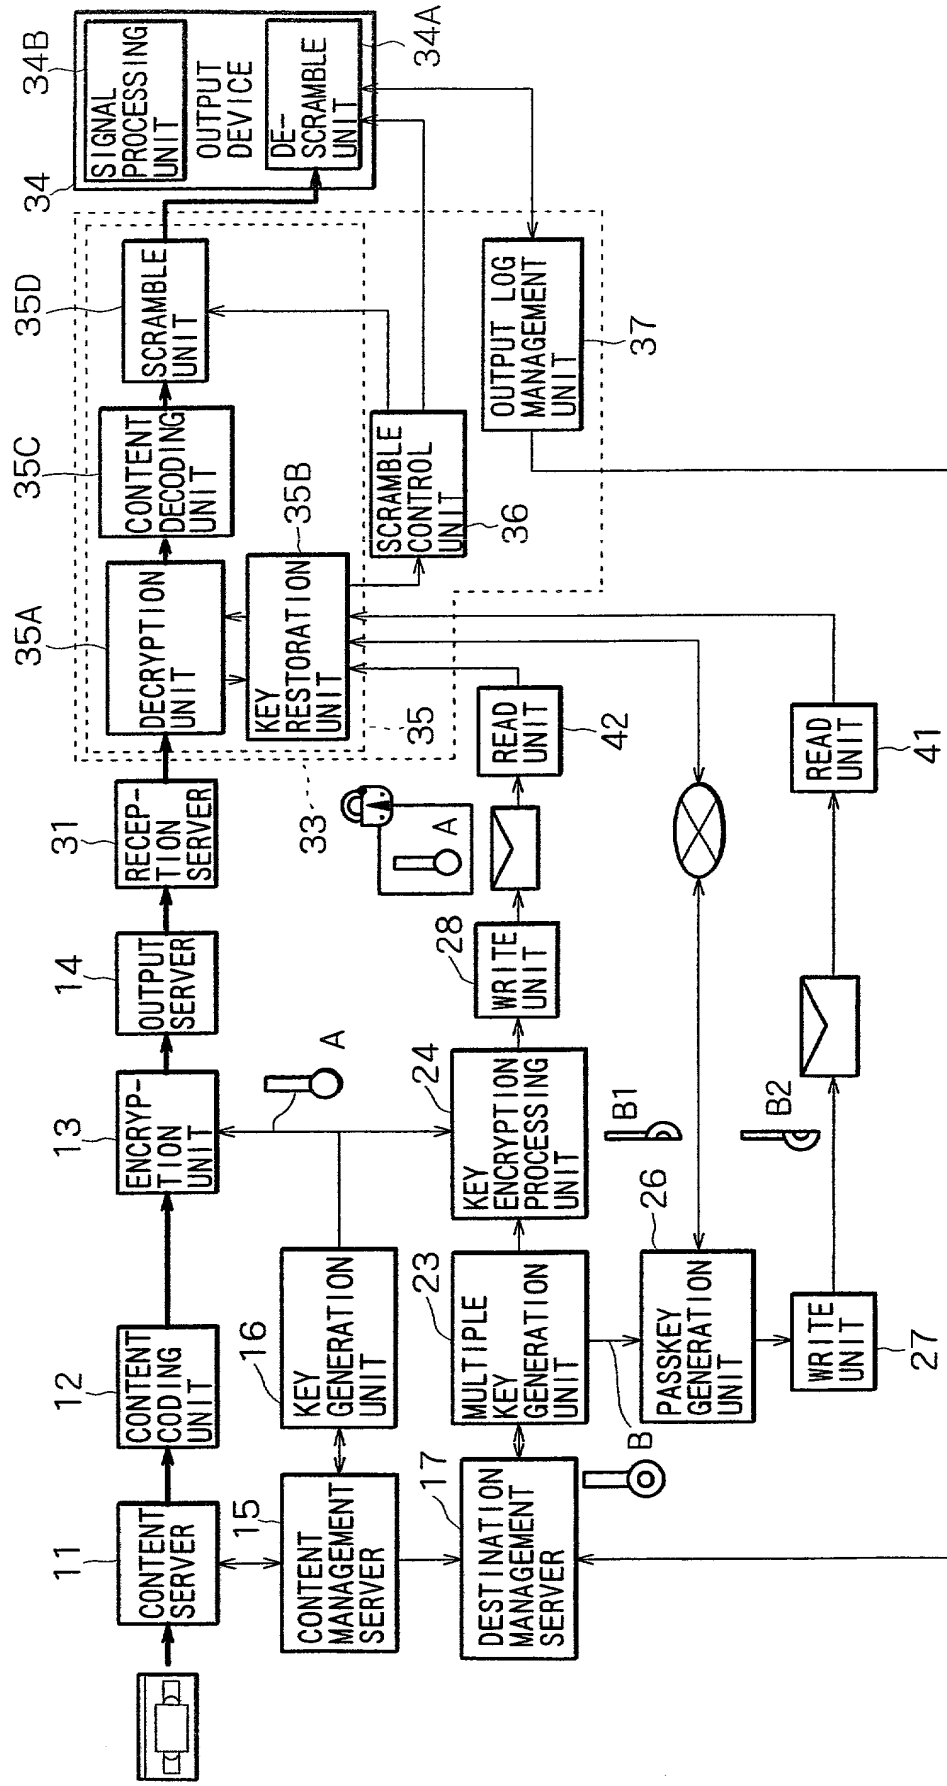 11
CONTENT
SERVER
12
CONTENT
CODING
UNIT
13
ENCRYP-
TION
UNIT
14
OUTPUT
SERVER
31
RECEP-
TION
SERVER
35A
DECRYPTION
UNIT
35C
CONTENT
DECODING
UNIT
35D
SCRAMBLE
UNIT
34
34B
SIGNAL
PROCESSING
UNIT
OUTPUT
DEVICE
DE-
SCRAMBLE
UNIT
34A
15
CONTENT
MANAGEMENT
SERVER
16
KEY
GENERATION
UNIT
A
33
KEY
RESTORATION
UNIT
35B
35
SCRAMBLE
CONTROL
UNIT
36
OUTPUT LOG
MANAGEMENT
UNIT
37
17
DESTINATION
MANAGEMENT
SERVER
23
MULTIPLE
KEY
GENERATION
UNIT
24
KEY
ENCRYPTION
PROCESSING
UNIT
28
WRITE
UNIT
A
READ
UNIT
42
B
26
PASSKEY
GENERATION
UNIT
B1
B2
WRITE
UNIT
27
READ
UNIT
41